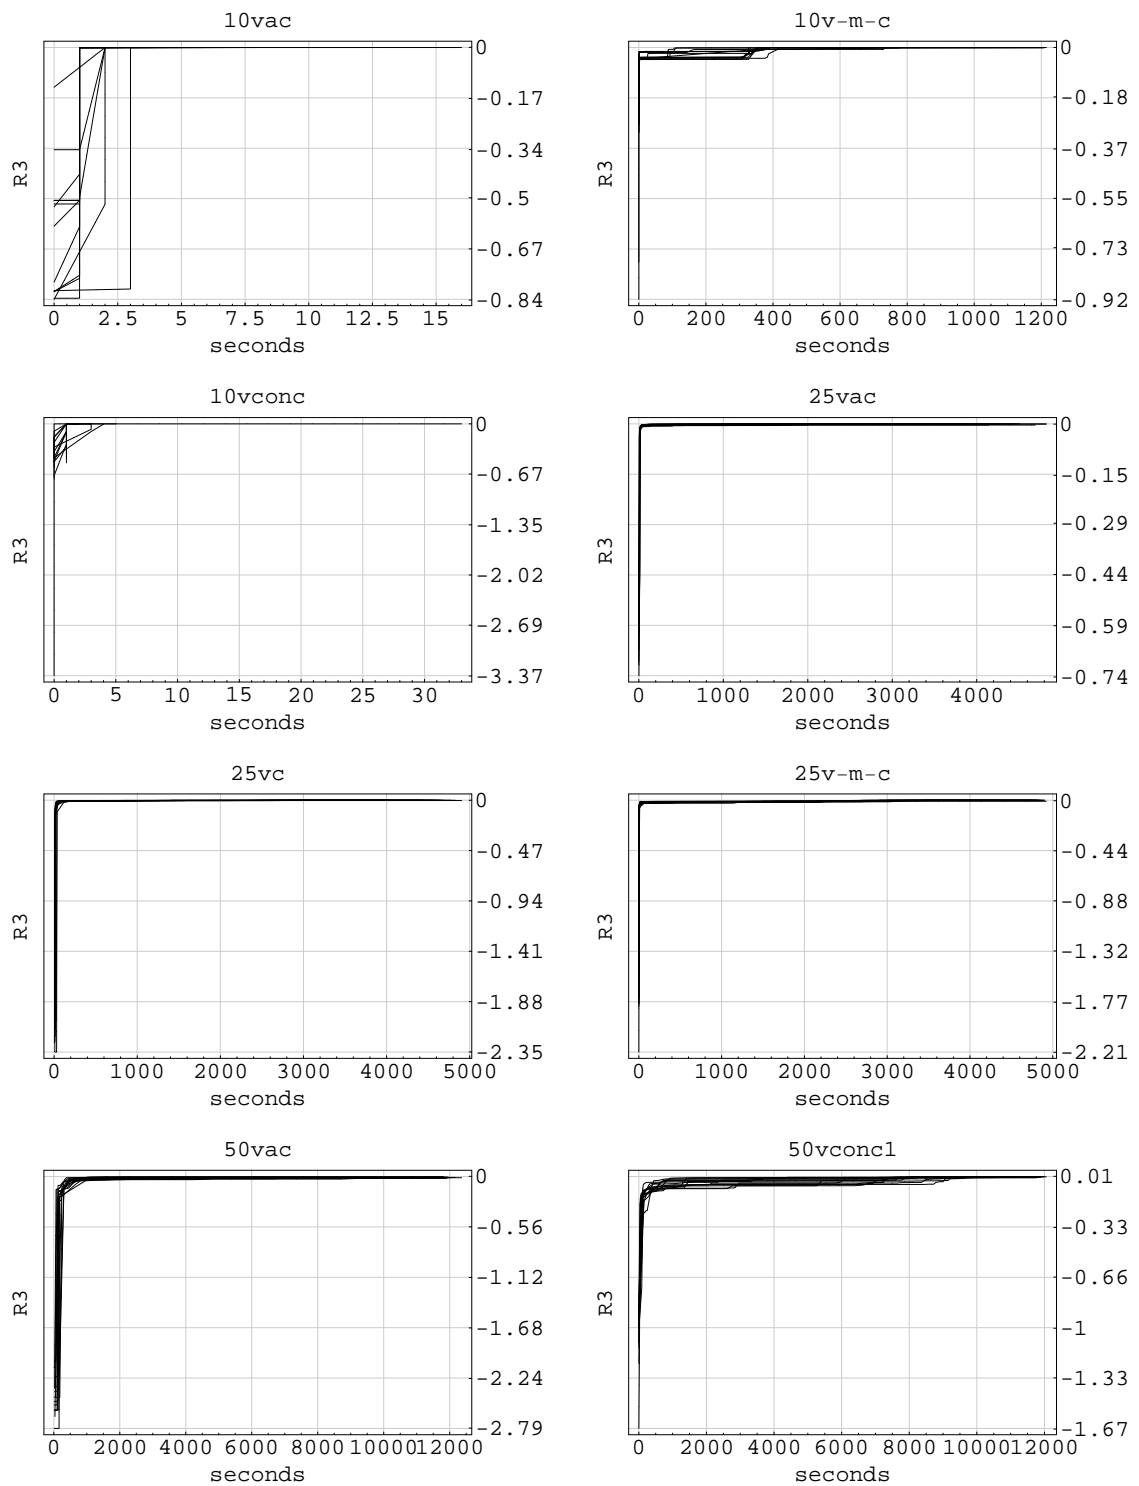 10vac
10v-m-c
0
-0.17
-0.34
-0.5
-0.67
-0.84
R3
0 2.5 5 7.5 10 12.5 15
seconds
0
-0.18
-0.37
-0.55
-0.73
-0.92
R3
0 200 400 600 800 1000 1200
seconds
10vconc
25vac
0
-0.67
-1.35
-2.02
-2.69
-3.37
R3
0 5 10 15 20 25 30
seconds
0
-0.15
-0.29
-0.44
-0.59
-0.74
R3
0 1000 2000 3000 4000
seconds
25vc
25v-m-c
0
-0.47
-0.94
-1.41
-1.88
-2.35
R3
0 1000 2000 3000 4000 5000
seconds
0
-0.44
-0.88
-1.32
-1.77
-2.21
R3
0 1000 2000 3000 4000 5000
seconds
50vac
50vconc1
0
-0.56
-1.12
-1.68
-2.24
-2.79
R3
0 2000 4000 6000 8000 10000 12000
seconds
0.01
-0.33
-0.66
-1
-1.33
-1.67
R3
0 2000 4000 6000 8000 10000 12000
seconds